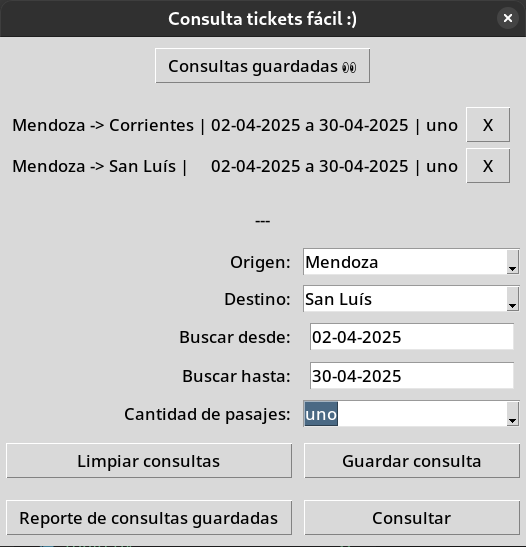 Consulta tickets fácil :)
Consultas guardadas 👀
Mendoza -> Corrientes | 02-04-2025 a 30-04-2025 | uno X
Mendoza -> San Luís | 02-04-2025 a 30-04-2025 | uno X
---
Origen: Mendoza
Destino: San Luís
Buscar desde: 02-04-2025
Buscar hasta: 30-04-2025
Cantidad de pasajes: uno
Limpiar consultas Guardar consulta
Reporte de consultas guardadas Consultar